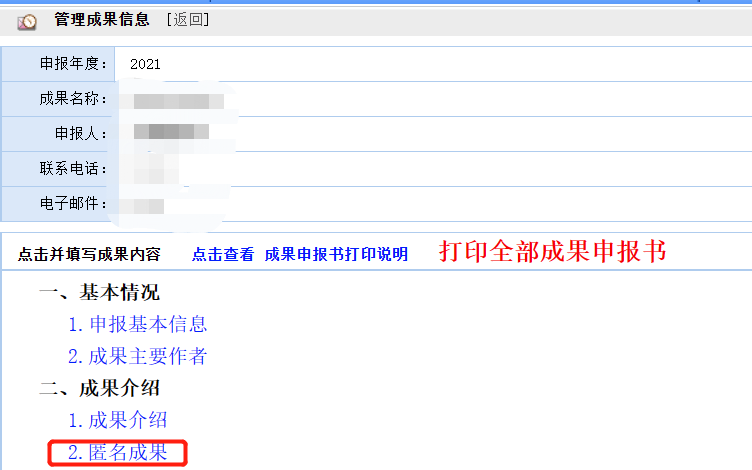 管理成果信息 [返回]
申报年度： 2021
成果名称：
申报人：
联系电话：
电子邮件：
点击并填写成果内容 点击查看 成果申报书打印说明 打印全部成果申报书
一、基本情况
1.申报基本信息
2.成果主要作者
二、成果介绍
1.成果介绍
2.匿名成果